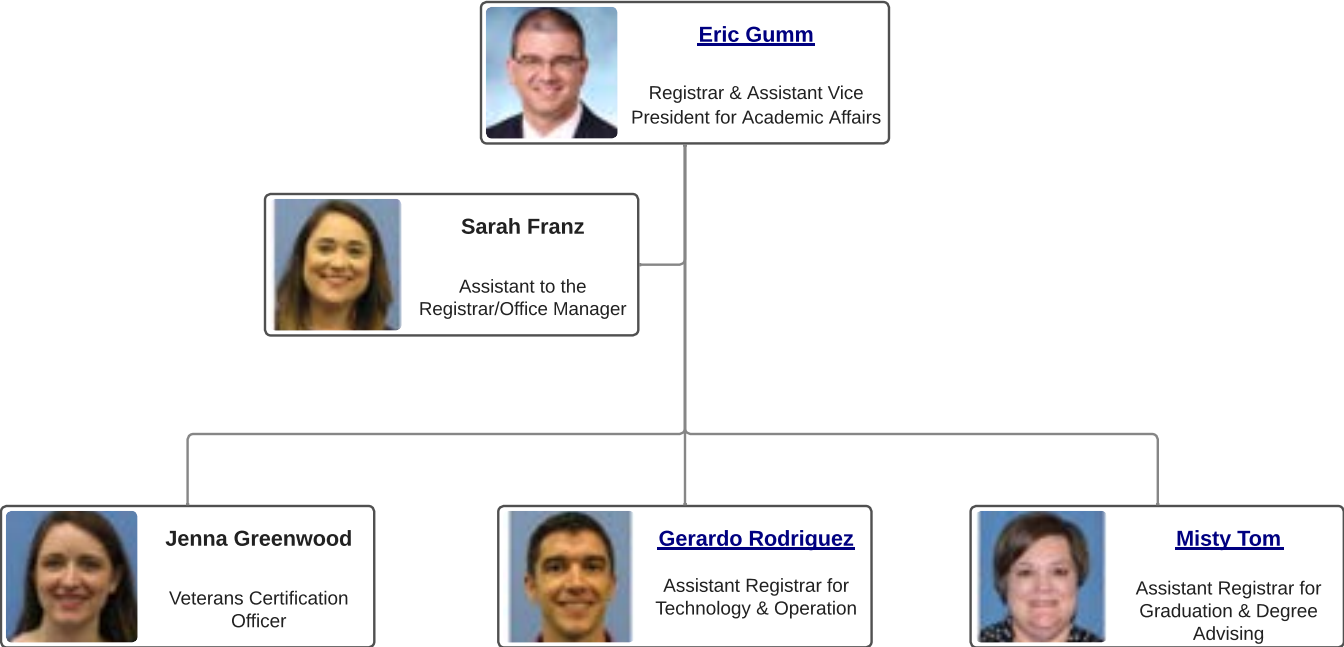 Eric Gumm
Registrar & Assistant Vice
President for Academic Affairs
Sarah Franz
Assistant to the
Registrar/Office Manager
Jenna Greenwood
Veterans Certification
Officer
Gerardo Rodriguez
Assistant Registrar for
Technology & Operation
Misty Tom
Assistant Registrar for
Graduation & Degree
Advising